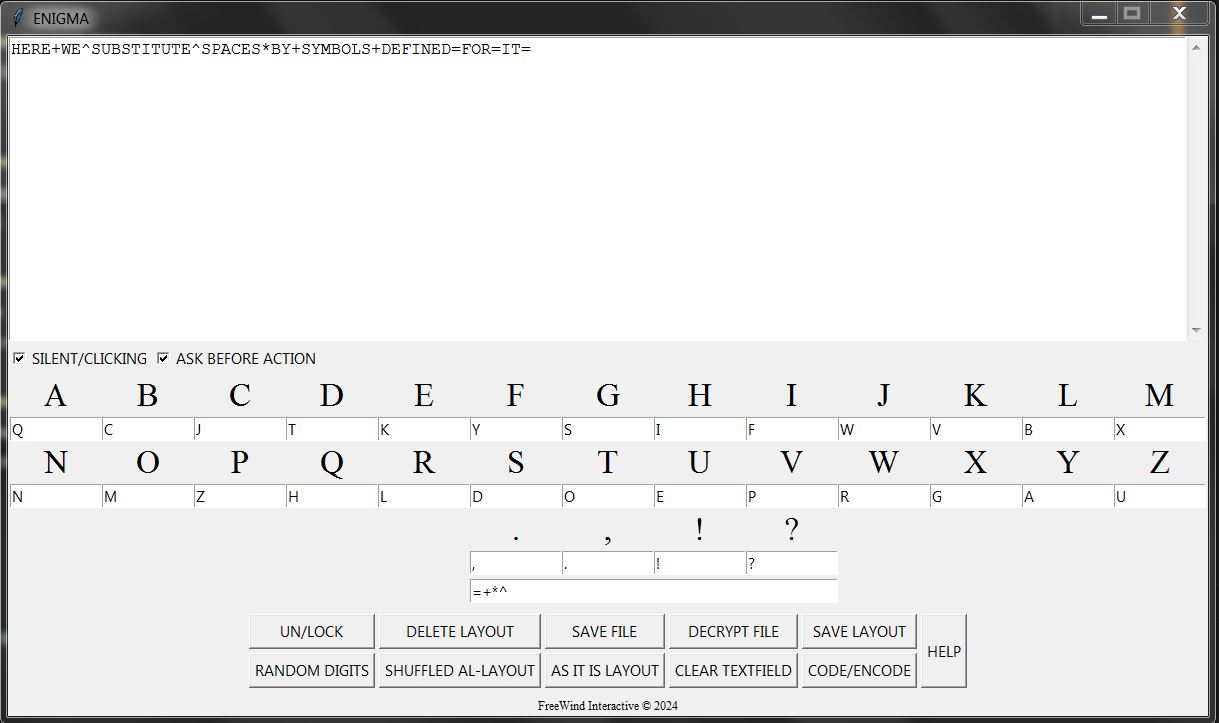 ENIGMA
HERE+WE^SUBSTITUTE^SPACES*BY+SYMBOLS+DEFINED=FOR=IT=
SILENT/CLICKING ASK BEFORE ACTION
A B C D E F G H I J K L M
Q C J T K Y S I F W V B X
N O P Q R S T U V W X Y Z
N M Z H L D O E P R G A U
. , ! ?
, . ! ?
=+*^
UN/LOCK DELETE LAYOUT SAVE FILE DECRYPT FILE SAVE LAYOUT HELP
RANDOM DIGITS SHUFFLED AL-LAYOUT AS IT IS LAYOUT CLEAR TEXTFIELD CODE/ENCODE
FreeWind Interactive © 2024